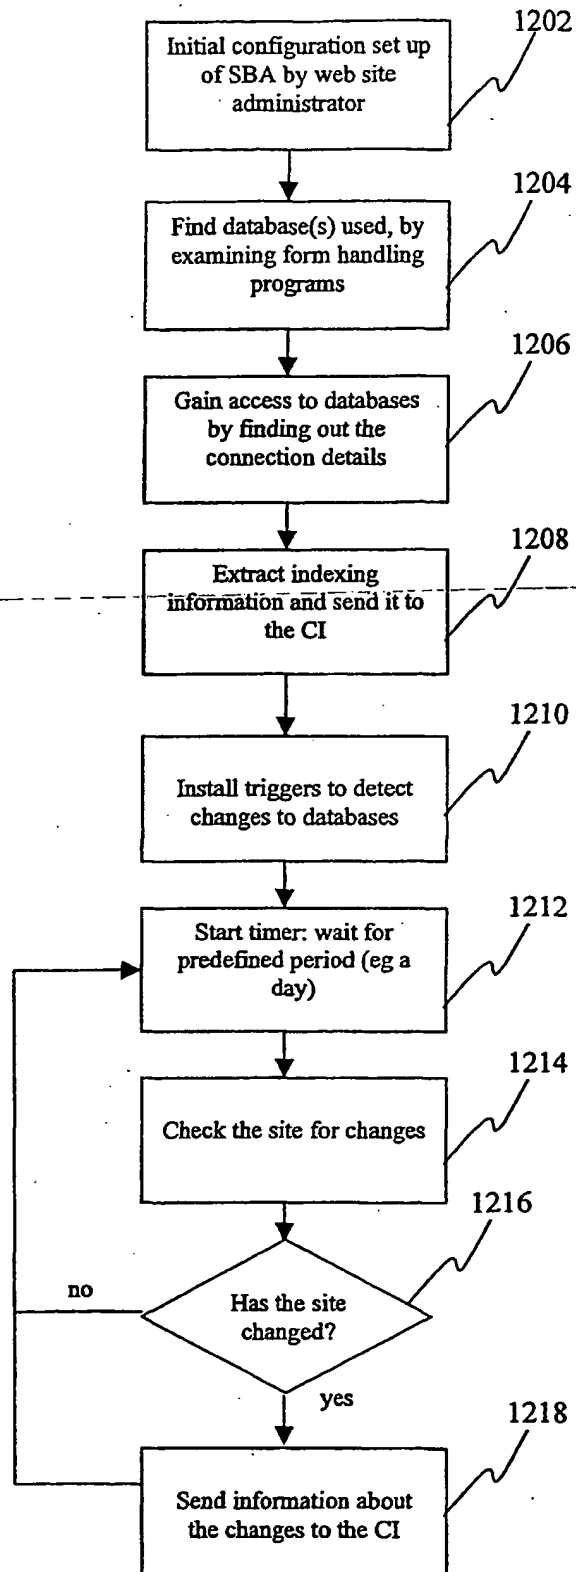 1202
Initial configuration set up
of SBA by web site
administrator
1204
Find database(s) used, by
examining form handling
programs
1206
Gain access to databases
by finding out the
connection details
1208
Extract indexing
information and send it to
the CI
1210
Install triggers to detect
changes to databases
1212
Start timer: wait for
predefined period (eg a
day)
1214
Check the site for changes
1216
Has the site
changed?
no
yes
1218
Send information about
the changes to the CI